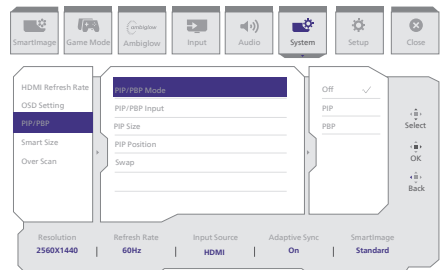 ambiglow
SmartImage Game Mode Ambiglow Input Audio System Setup Close
HDMI Refresh Rate
OSD Setting
PIP/PBP
Smart Size
Over Scan
PIP/PBP Mode
PIP/PBP Input
PIP Size
PIP Position
Swap
Off
PIP
PBP
Select
OK
Back
Resolution Refresh Rate Input Source Adaptive Sync SmartImage
2560X1440 | 60Hz | HDMI | On | Standard